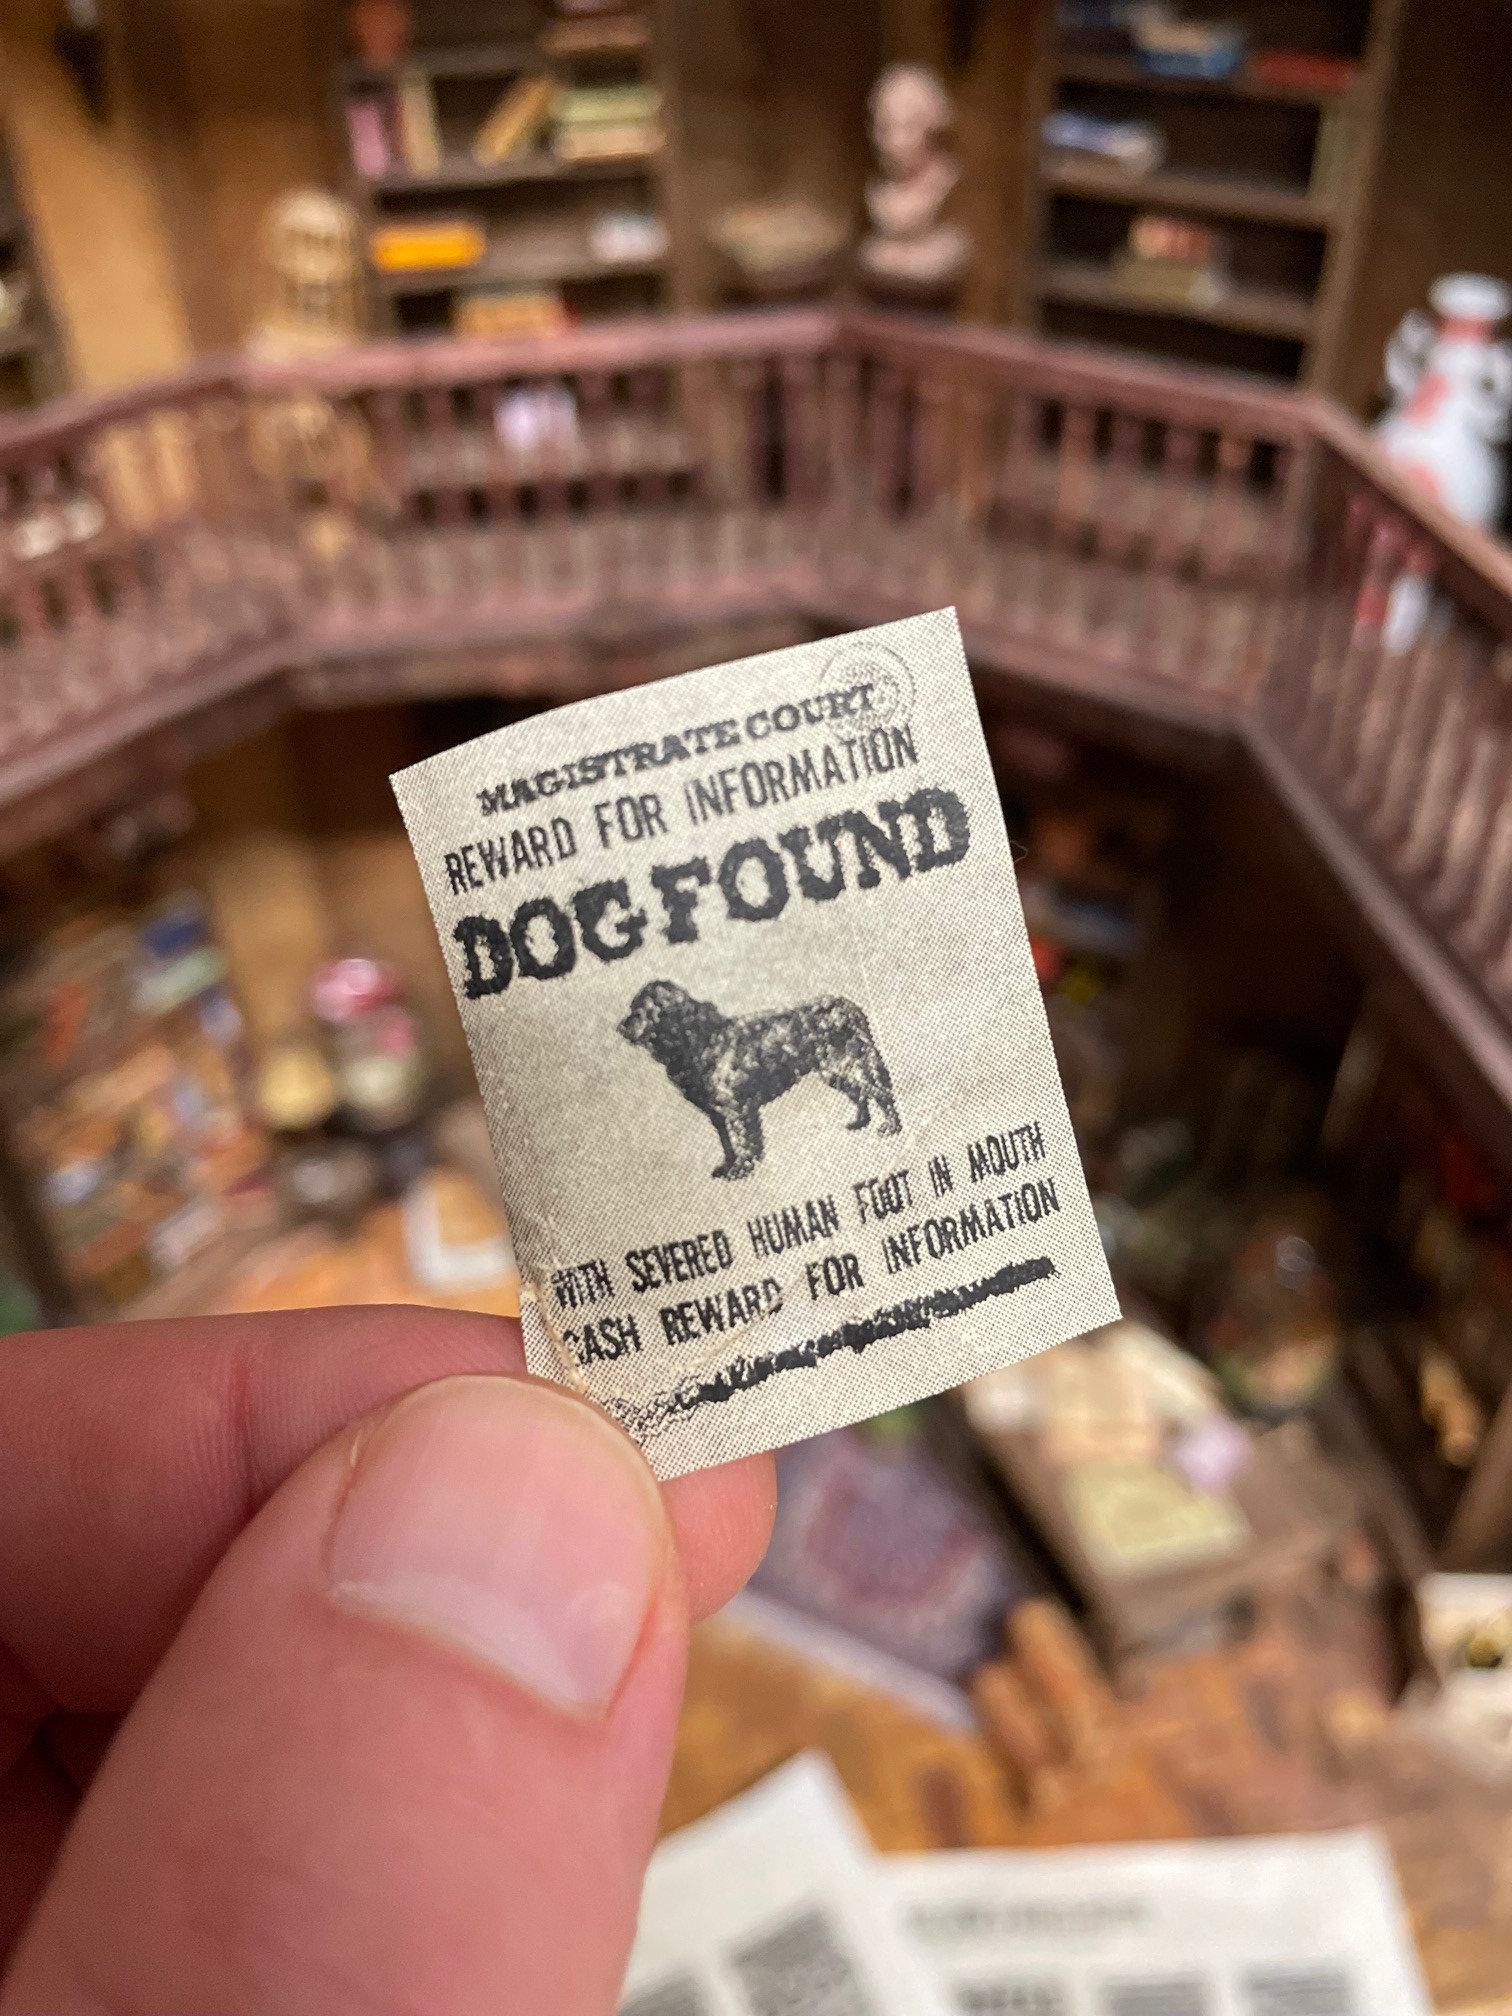 MAGISTRATE COURT
REWARD FOR INFORMATION
DOG FOUND
WITH SEVERED HUMAN FOOT IN MOUTH
CASH REWARD FOR INFORMATION